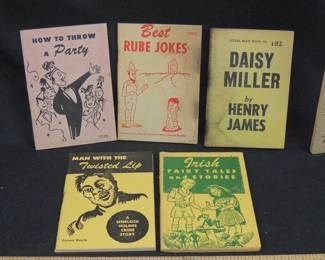 HOW TO THROW
A Party
Best
RUBE JOKES
LITTLE BLUE BOOK NO. 182
DAISY
MILLER
by
HENRY
JAMES
MAN WITH THE
Twisted Lip
A
SHERLOCK
HOLMES
CRIME
STORY
Irish
FAIRY TALES
and STORIES